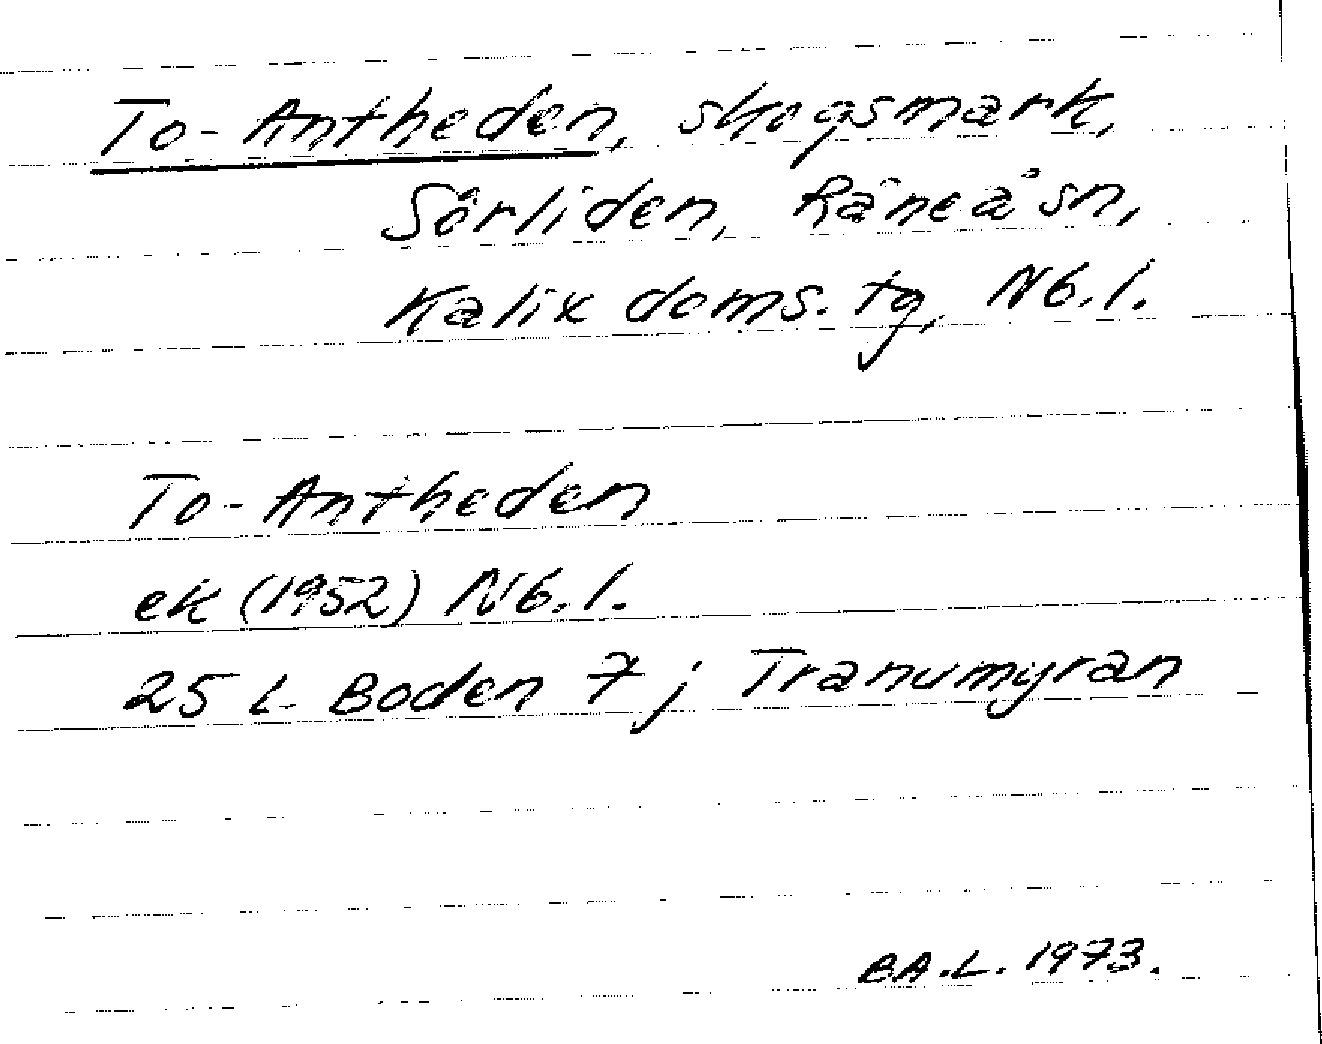 To-Antheden, skogsmark,
Sörliden, Råneå sn,
Kalix doms. tg, Nb. l.
To-Antheden
ek (1952) Nb. l.
25 L Boden 7 j Tranumyran
B.A.L. 1973.